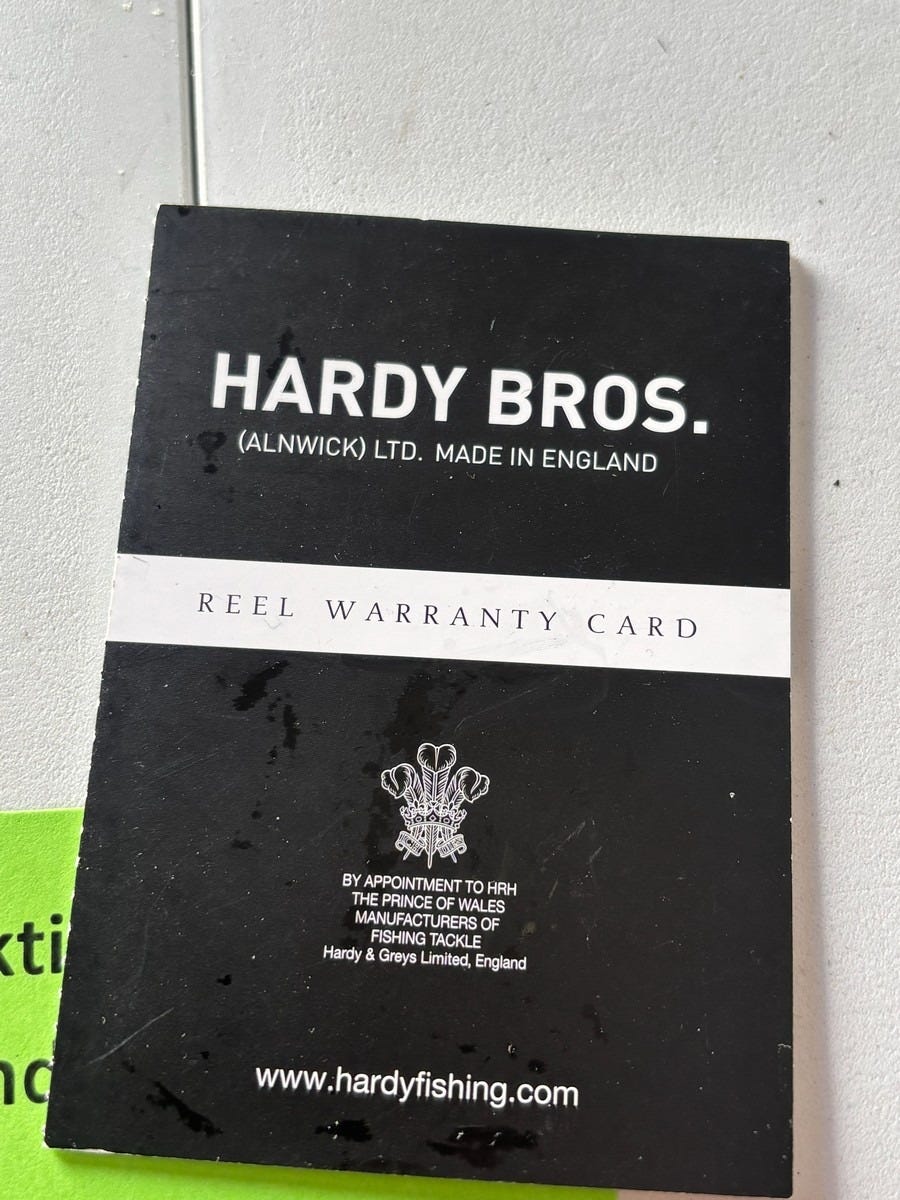 HARDY BROS.
(ALNWICK) LTD. MADE IN ENGLAND
REEL WARRANTY CARD
BY APPOINTMENT TO HRH
THE PRINCE OF WALES
MANUFACTURERS OF
FISHING TACKLE
Hardy & Greys Limited, England
www.hardyfishing.com